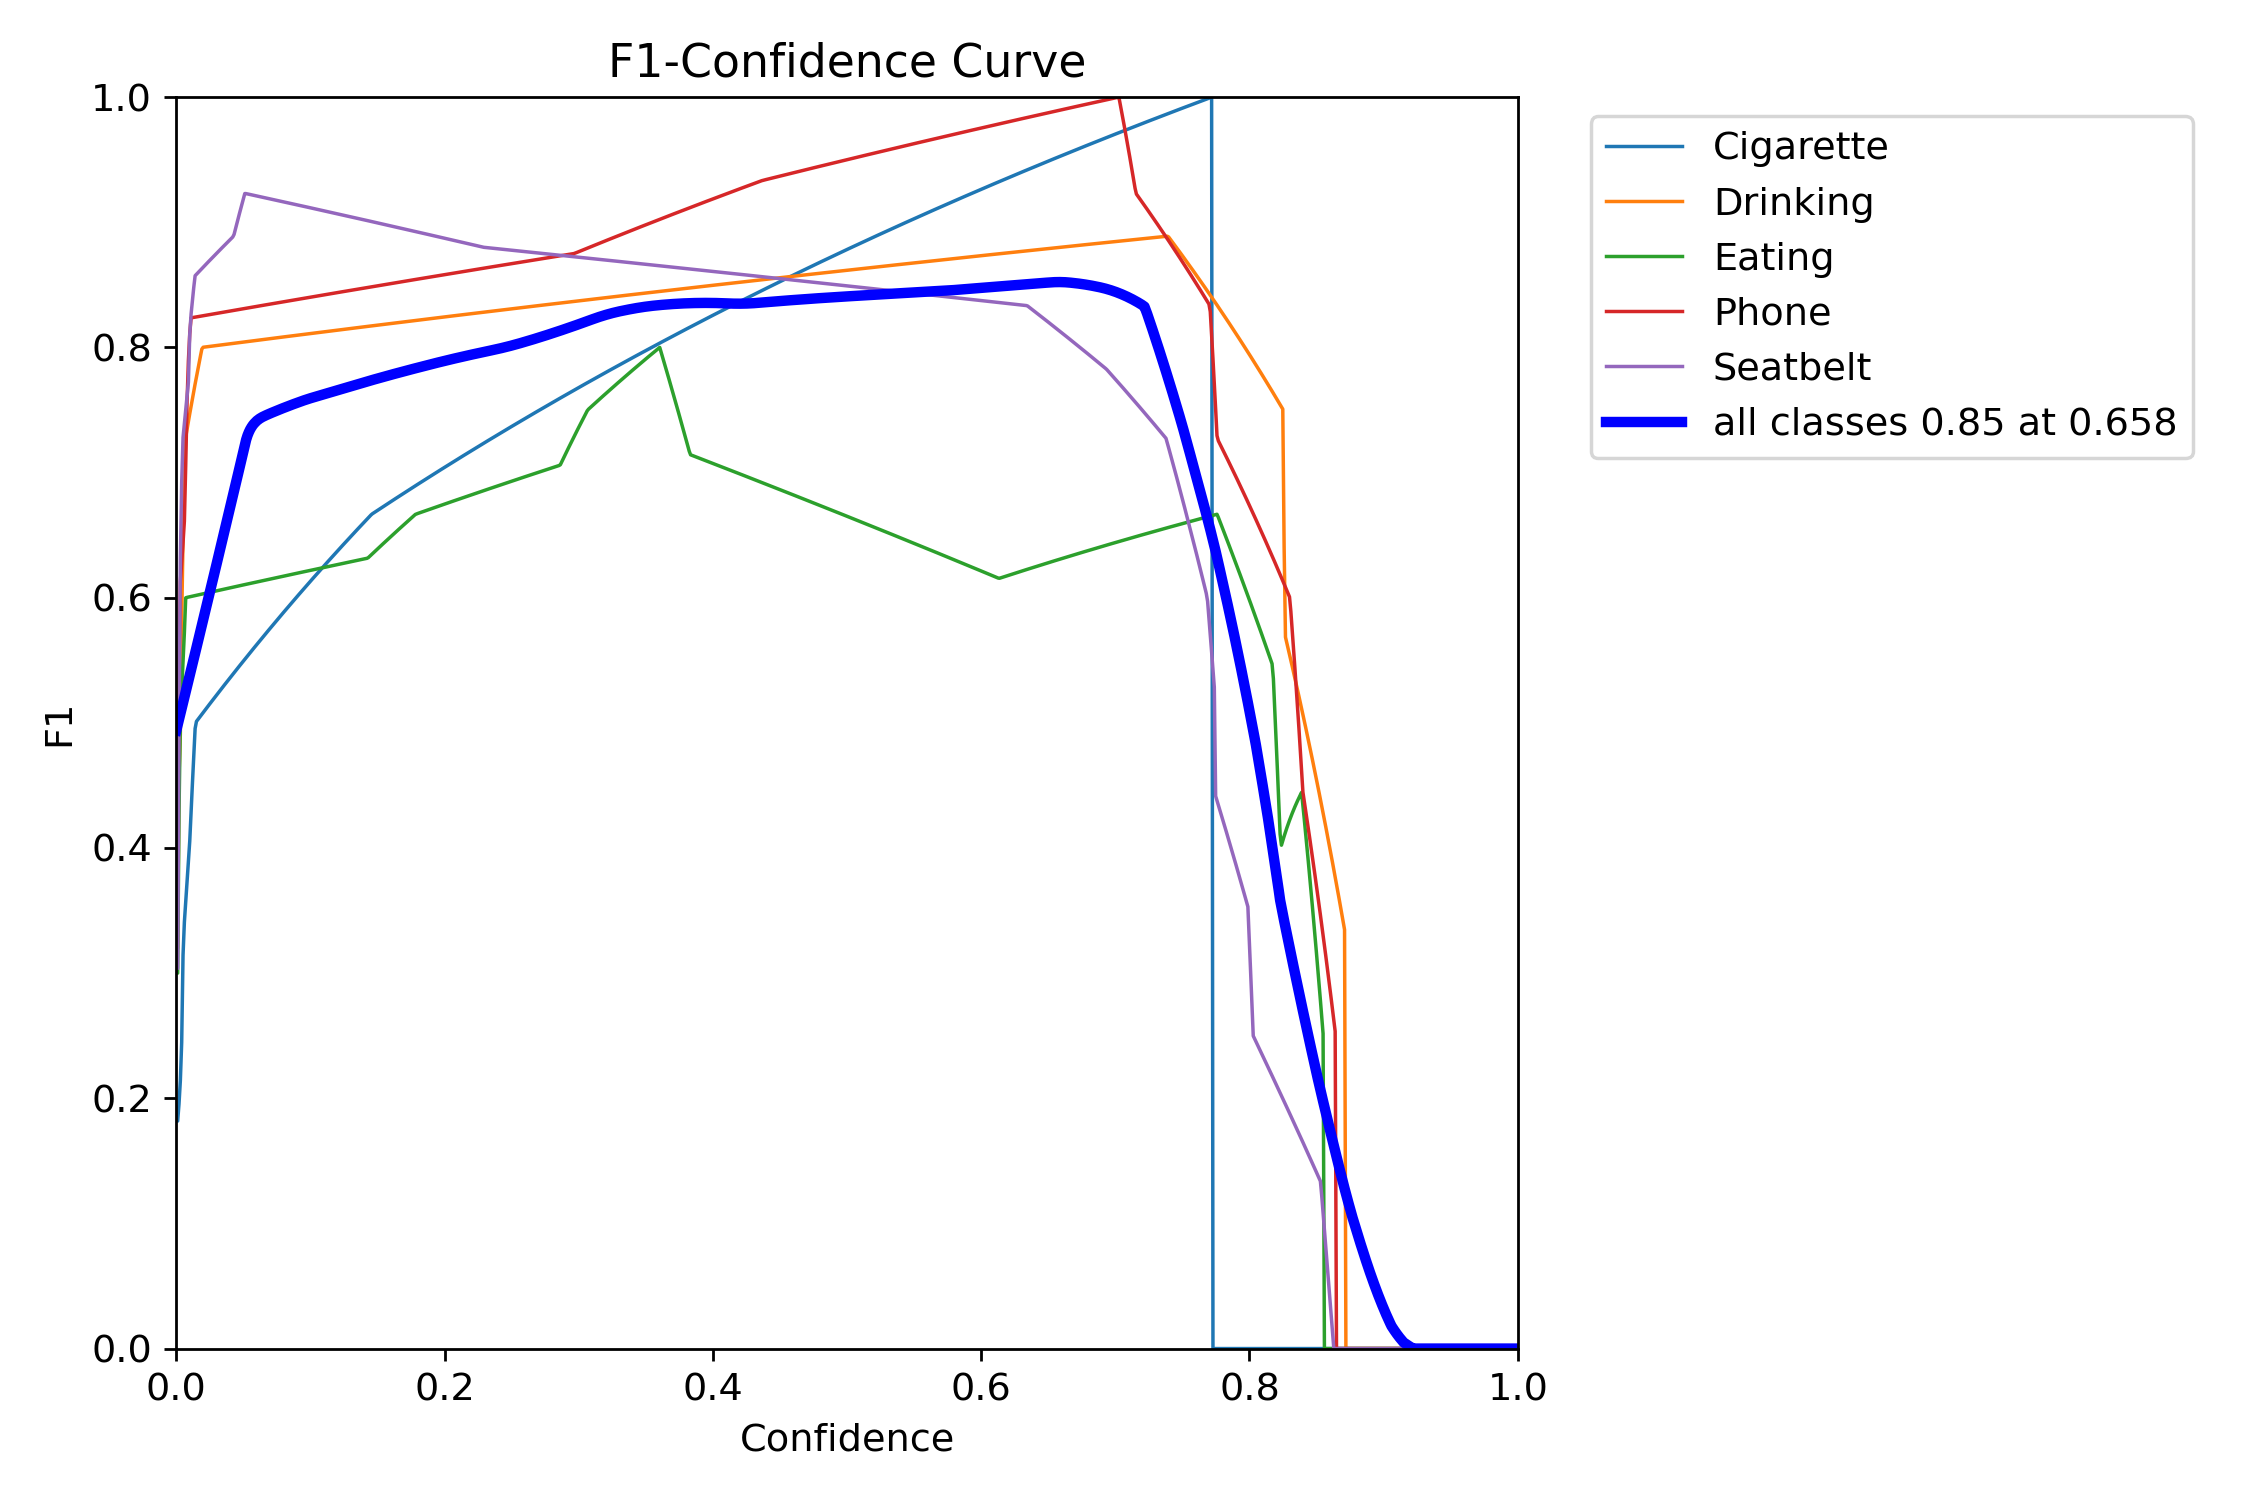 F1-Confidence Curve
1.0
0.8
0.6
0.4
0.2
0.0
F1
0.0 0.2 0.4 0.6 0.8 1.0
Confidence
Cigarette
Drinking
Eating
Phone
Seatbelt
all classes 0.85 at 0.658